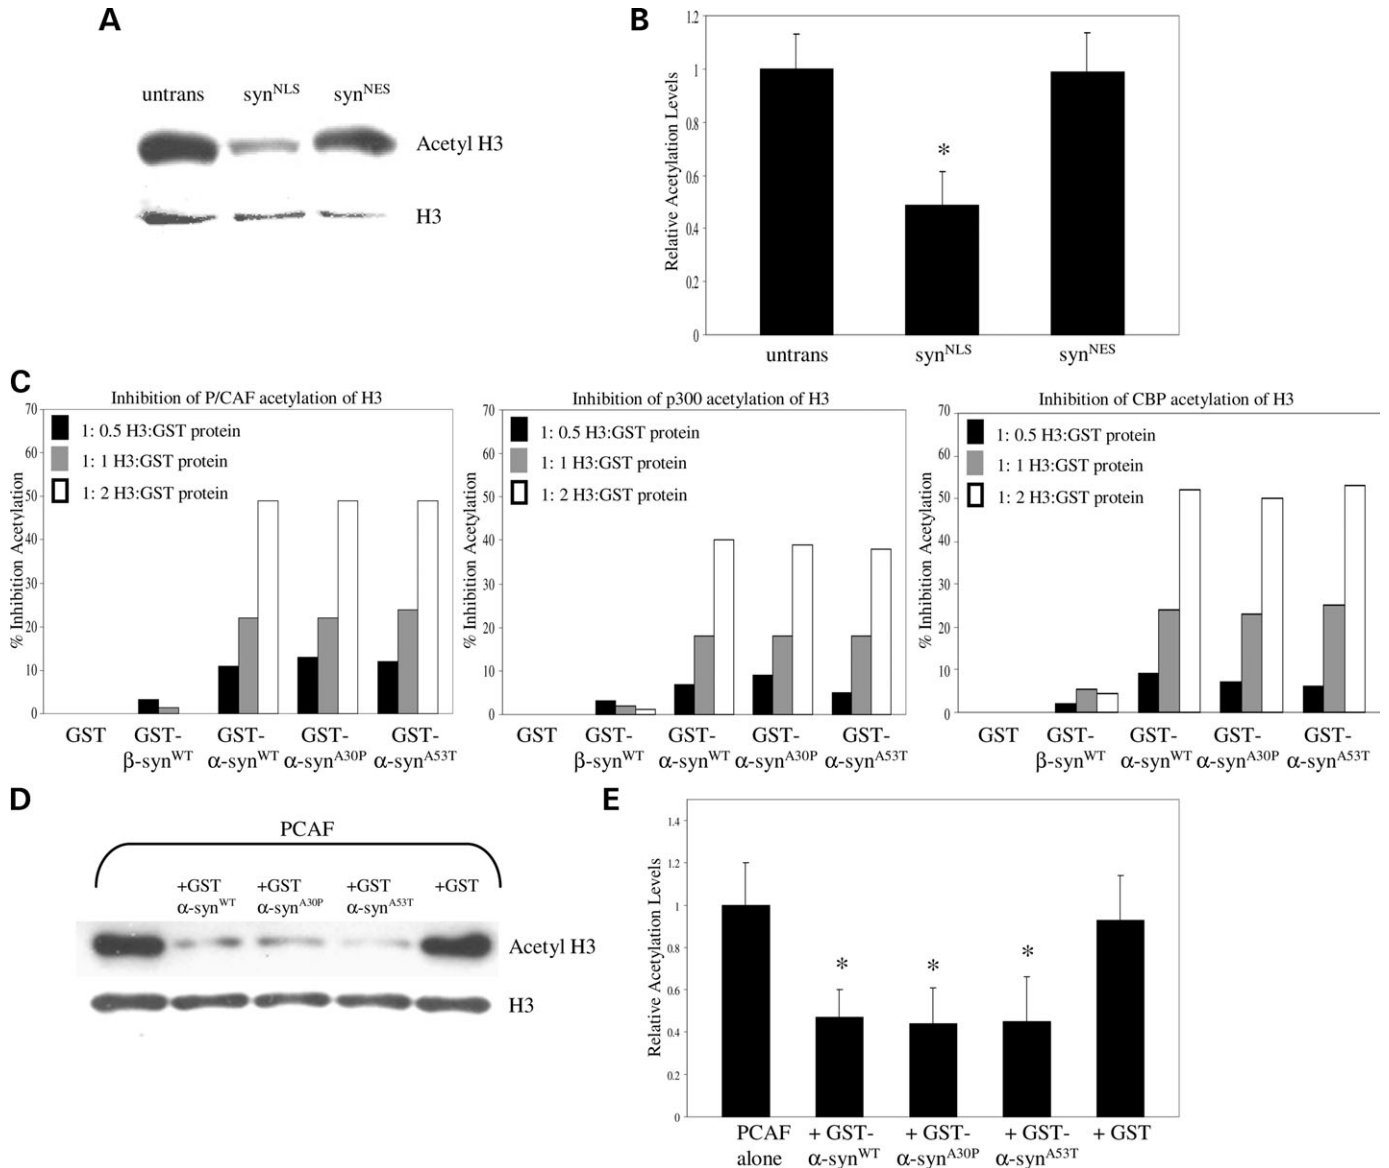 A
untrans syn^NLS syn^NES
Acetyl H3
H3
B
Relative Acetylation Levels
1.2
1
0.8
0.6
0.4
0.2
0
*
untrans syn^NLS syn^NES
C
Inhibition of P/CAF acetylation of H3
% Inhibition Acetylation
70
60
50
40
30
20
10
0
1: 0.5 H3:GST protein
1: 1 H3:GST protein
1: 2 H3:GST protein
GST GST- GST- GST- GST-
β-syn^WT α-syn^WT α-syn^A30P α-syn^A53T
Inhibition of p300 acetylation of H3
% Inhibition Acetylation
70
60
50
40
30
20
10
0
1: 0.5 H3:GST protein
1: 1 H3:GST protein
1: 2 H3:GST protein
GST GST- GST- GST- GST-
β-syn^WT α-syn^WT α-syn^A30P α-syn^A53T
Inhibition of CBP acetylation of H3
% Inhibition Acetylation
70
60
50
40
30
20
10
0
1: 0.5 H3:GST protein
1: 1 H3:GST protein
1: 2 H3:GST protein
GST GST- GST- GST- GST-
β-syn^WT α-syn^WT α-syn^A30P α-syn^A53T
D
PCAF
+GST +GST +GST +GST
α-syn^WT α-syn^A30P α-syn^A53T
Acetyl H3
H3
E
Relative Acetylation Levels
1.4
1.2
1
0.8
0.6
0.4
0.2
0
* * *
PCAF + GST- + GST- + GST- + GST
alone α-syn^WT α-syn^A30P α-syn^A53T